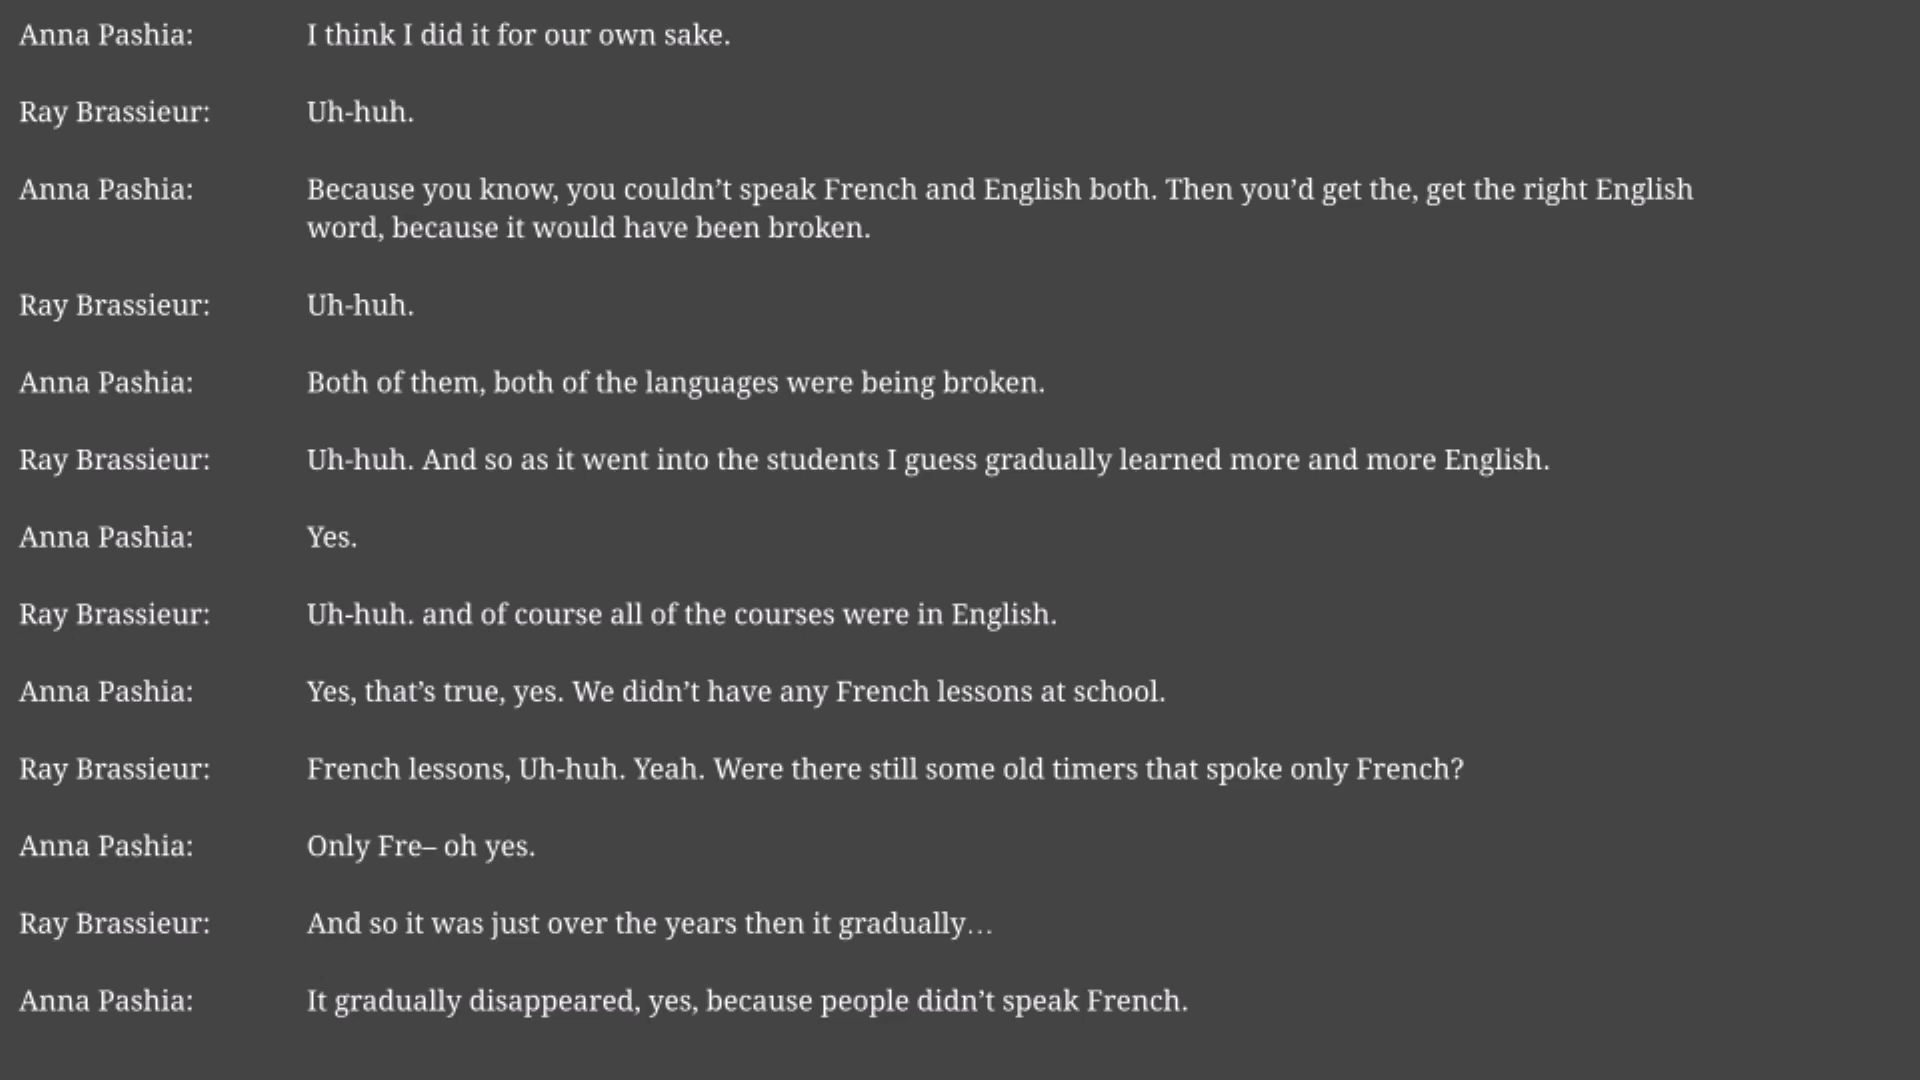 Anna Pashia: I think I did it for our own sake.
Ray Brassieur: Uh-huh.
Anna Pashia: Because you know, you couldn’t speak French and English both. Then you’d get the, get the right English
word, because it would have been broken.
Ray Brassieur: Uh-huh.
Anna Pashia: Both of them, both of the languages were being broken.
Ray Brassieur: Uh-huh. And so as it went into the students I guess gradually learned more and more English.
Anna Pashia: Yes.
Ray Brassieur: Uh-huh. and of course all of the courses were in English.
Anna Pashia: Yes, that’s true, yes. We didn’t have any French lessons at school.
Ray Brassieur: French lessons, Uh-huh. Yeah. Were there still some old timers that spoke only French?
Anna Pashia: Only Fre– oh yes.
Ray Brassieur: And so it was just over the years then it gradually…
Anna Pashia: It gradually disappeared, yes, because people didn’t speak French.